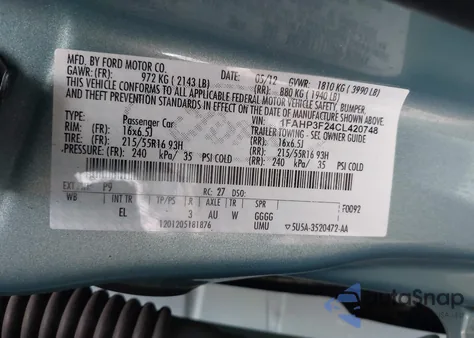 MFD. BY FORD MOTOR CO.
DATE: 05/12 GVWR: 1810 KG ( 3990 LB)
GAWR: (FR): 972 KG ( 2143 LB) (RR): 880 KG ( 1940 LB)
THIS VEHICLE CONFORMS TO ALL APPLICABLE FEDERAL MOTOR VEHICLE SAFETY, BUMPER
AND THEFT PREVENTION STANDARDS IN EFFECT ON THE DATE OF MANUFACTURE SHOWN ABOVE.
VIN: 1FAHP3F24CL420748
TYPE: Passenger Car TRAILER TOWING - SEL OWNER GUIDE
RIM: (FR): 16x6.5J (RR): 16x6.5J
TIRE: (FR): 215/55R16 93H (RR): 215/55R16 93H
PRESSURE: (FR): 240 kPa/ 35 PSI COLD (RR): 240 kPa/ 35 PSI COLD
EXT PNT: P9 RC: 27 DSO: F0092
WB INT TR TP/PS R AXLE TR SPR
EL 3 AU W GGGG
UMU
1201205181876 5U5A-3520472-AA
AutoSnap